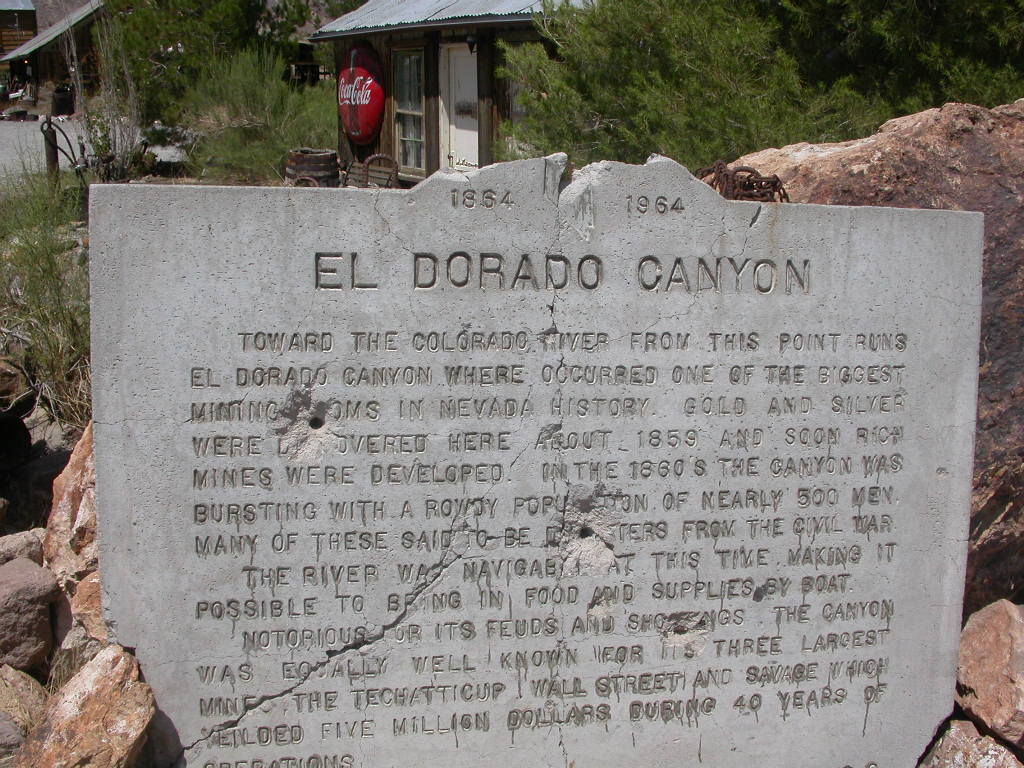 Coca-Cola
1864 1964
EL DORADO CANYON
TOWARD THE COLORADO RIVER FROM THIS POINT RUNS
EL DORADO CANYON WHERE OCCURRED ONE OF THE BIGGEST
MINING OMS IN NEVADA HISTORY. GOLD AND SILVER
WERE D OVERED HERE ABOUT 1859 AND SOON RICH
MINES WERE DEVELOPED. IN THE 1860'S THE CANYON WAS
BURSTING WITH A ROWDY POPUL TION OF NEARLY 500 MEN.
MANY OF THESE SAID TO BE D TERS FROM THE CIVIL WAR.
THE RIVER WAS NAVIGAB AT THIS TIME MAKING IT
POSSIBLE TO BRING IN FOOD AND SUPPLIES BY BOAT.
NOTORIOUS FOR ITS FEUDS AND SHO INGS THE CANYON
WAS EQUALLY WELL KNOWN FOR ITS THREE LARGEST
MINE THE TECHATTICUP WALL STREET AND SAVAGE WHICH
YEILDED FIVE MILLION DOLLARS DURING 40 YEARS OF
OPERATIONS